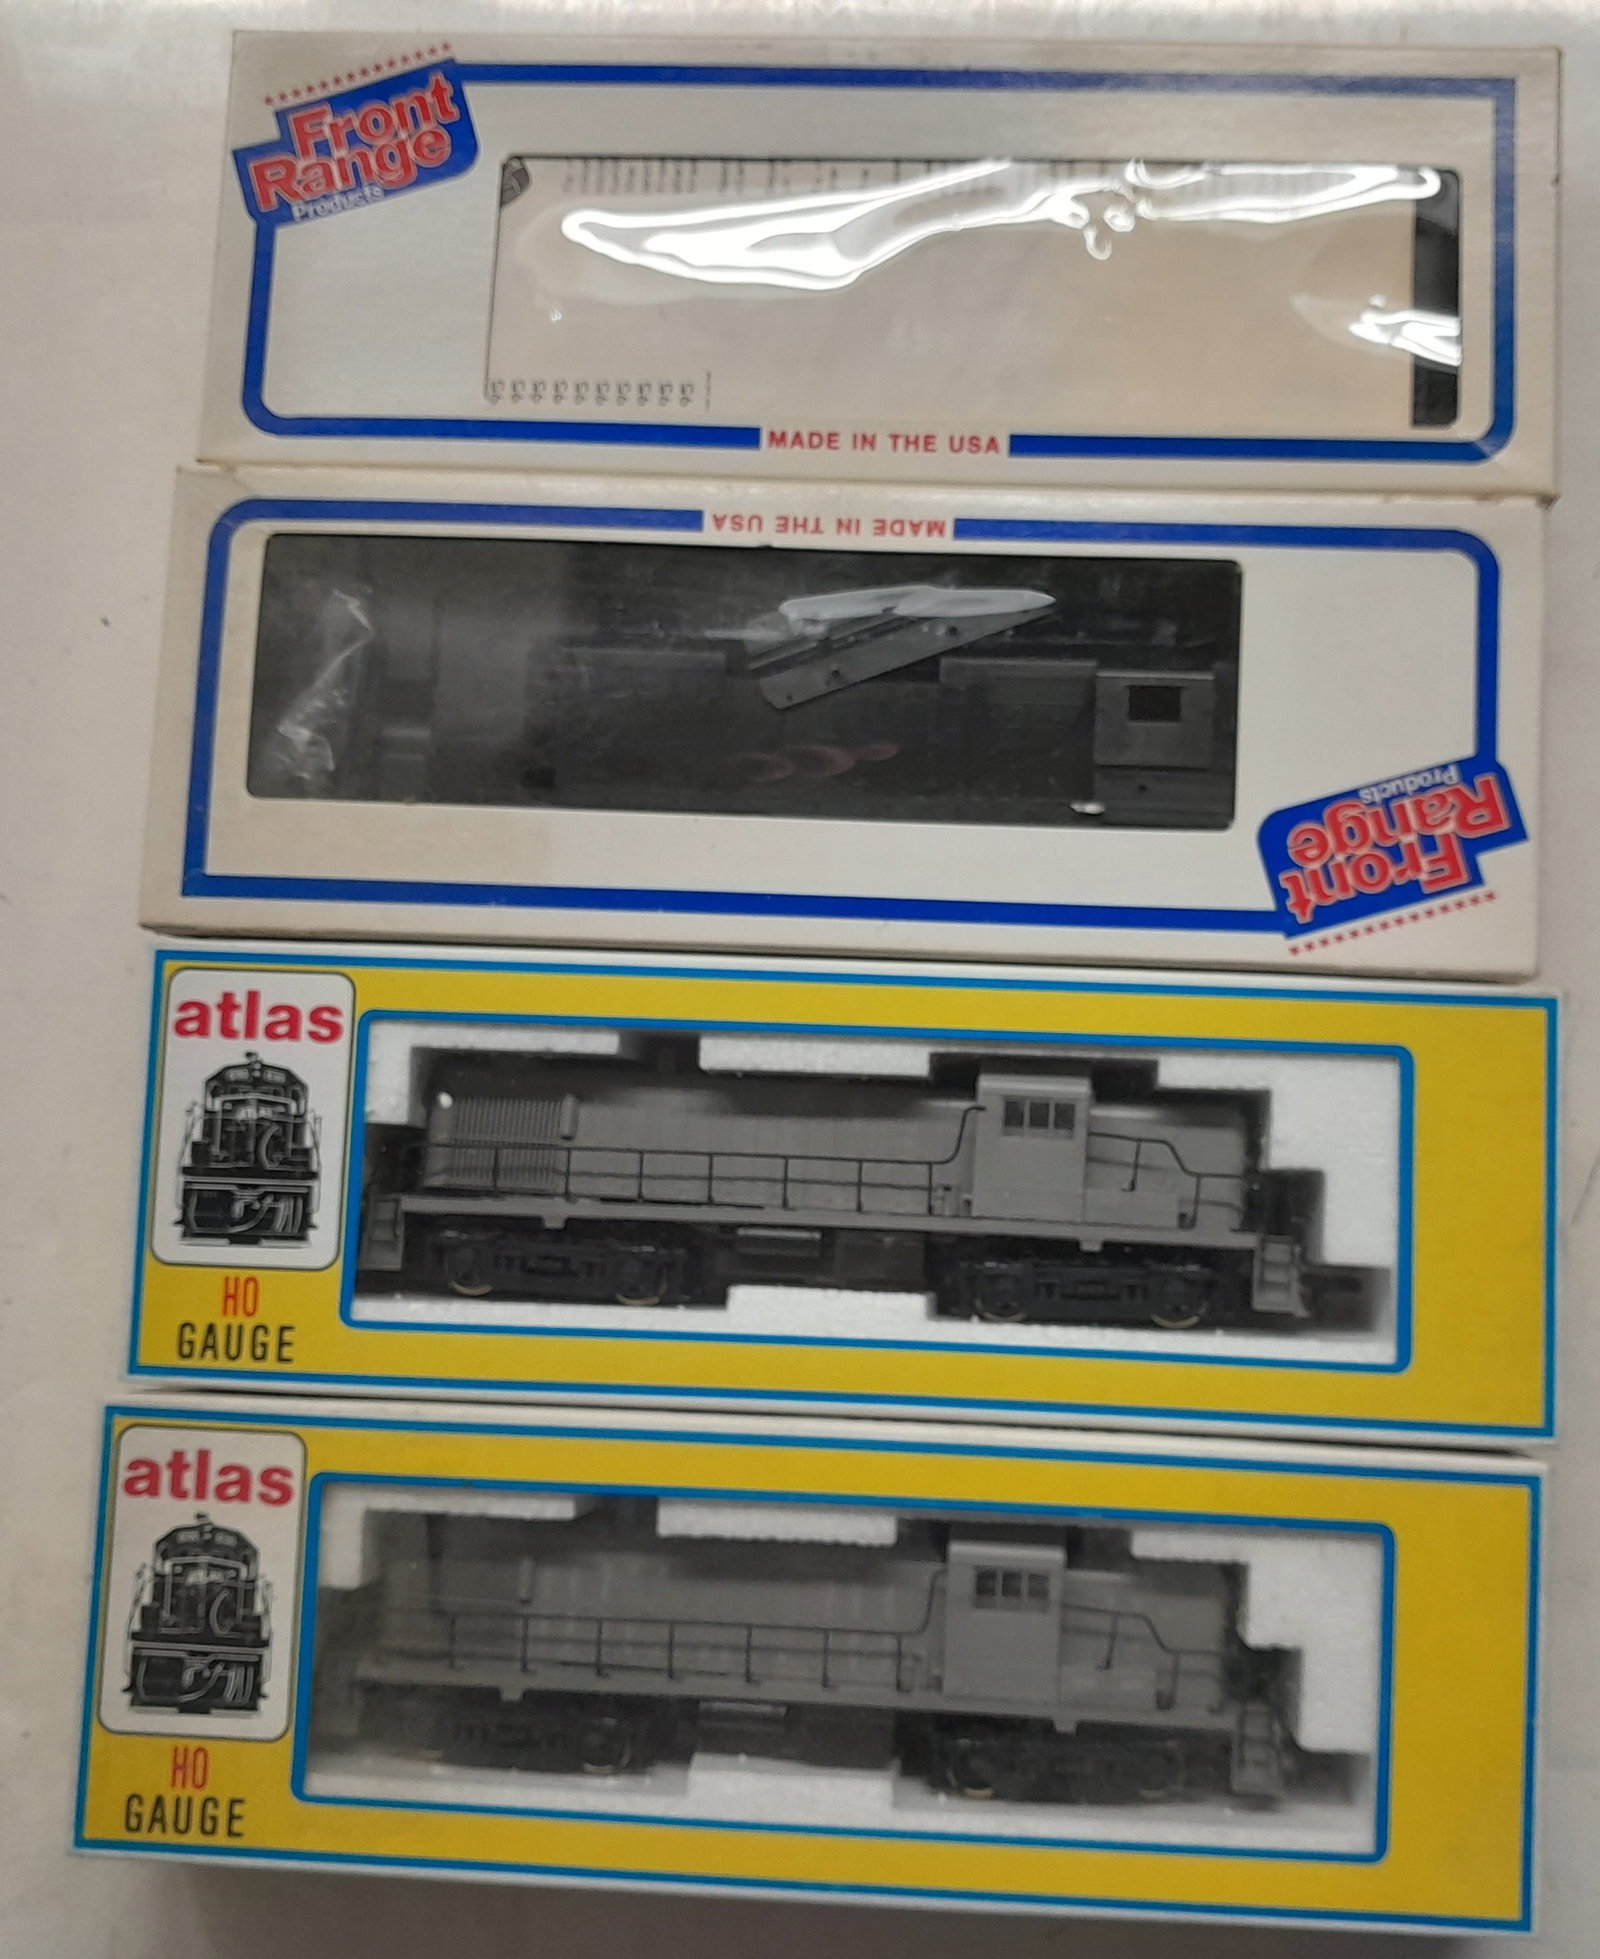 Front
Range
Products
MADE IN THE USA
MADE IN THE USA
Front
Range
Products
atlas
HO
GAUGE
atlas
HO
GAUGE